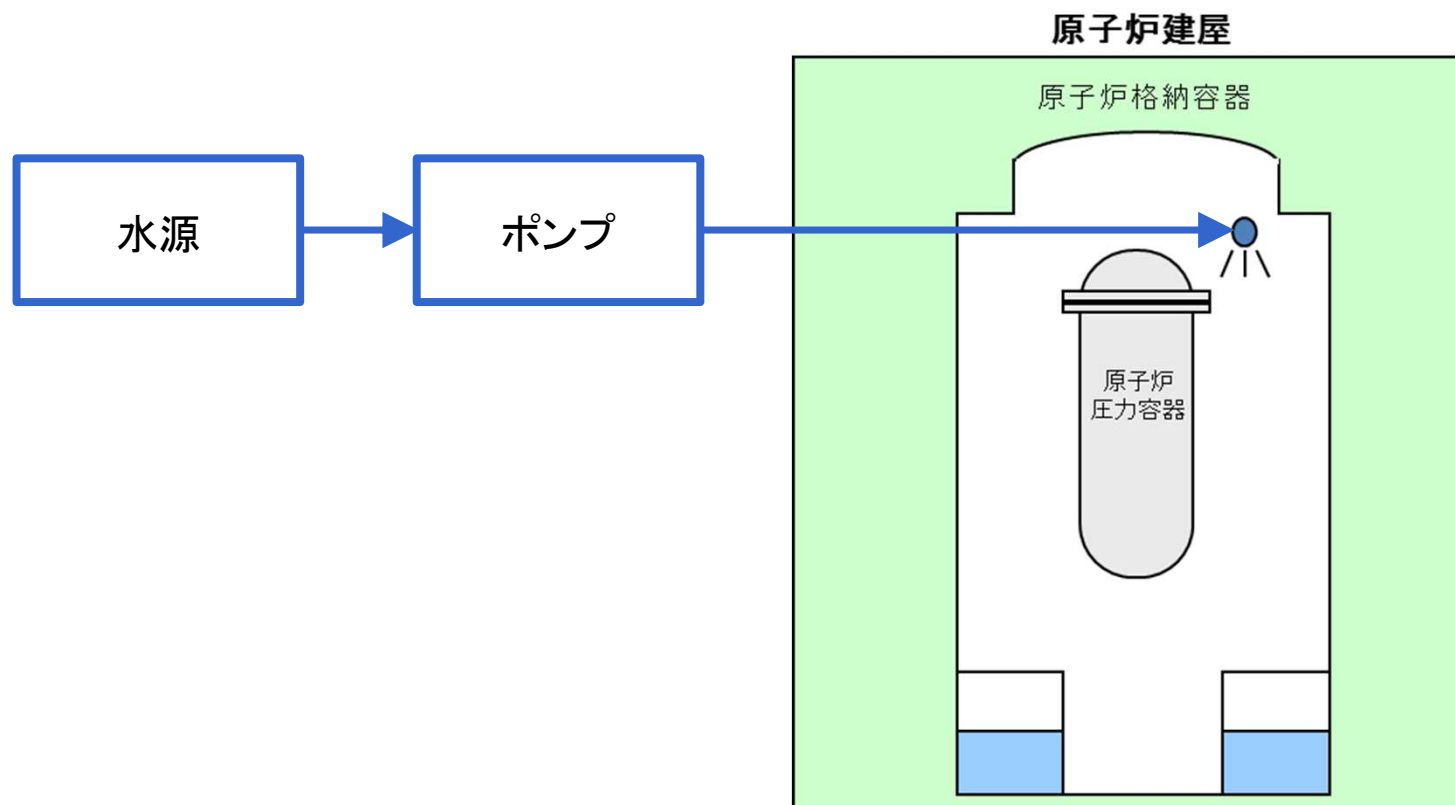 原子炉建屋
原子炉格納容器
水源
ポンプ
原子炉
圧力容器